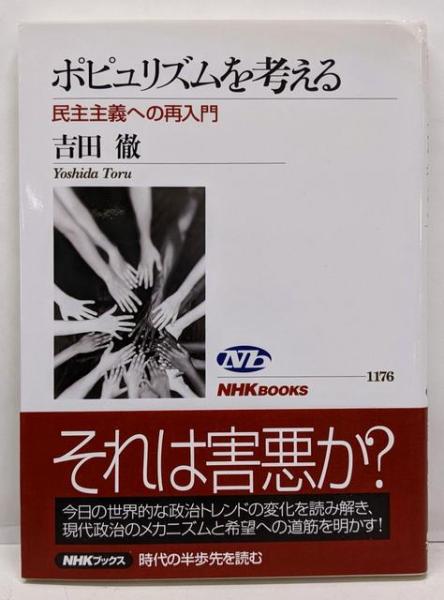 ポピュリズムを考える
民主主義への再入門
吉田 徹
Yoshida Toru
Nb
NHK BOOKS
1176
それは害悪か?
今日の世界的な政治トレンドの変化を読み解き、
現代政治のメカニズムと希望への道筋を明かす!
NHKブックス 時代の半歩先を読む